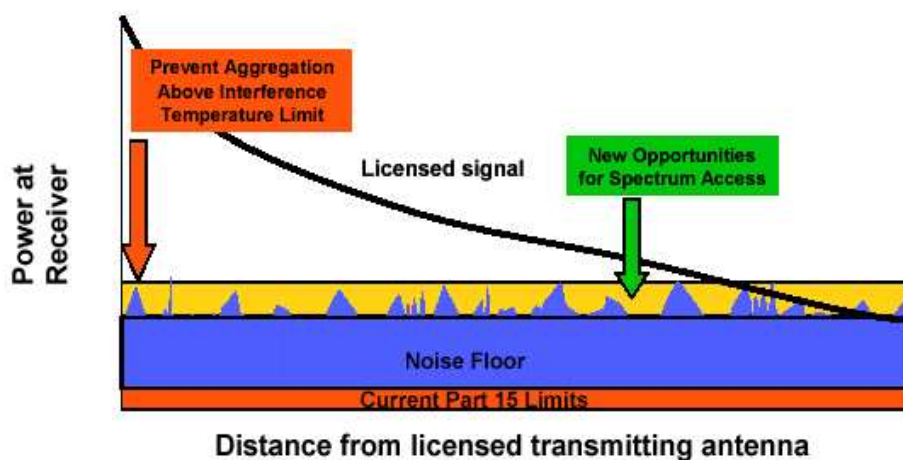 Prevent Aggregation
Above Interference
Temperature Limit
Licensed signal
New Opportunities
for Spectrum Access
Power at
Receiver
Noise Floor
Current Part 15 Limits
Distance from licensed transmitting antenna